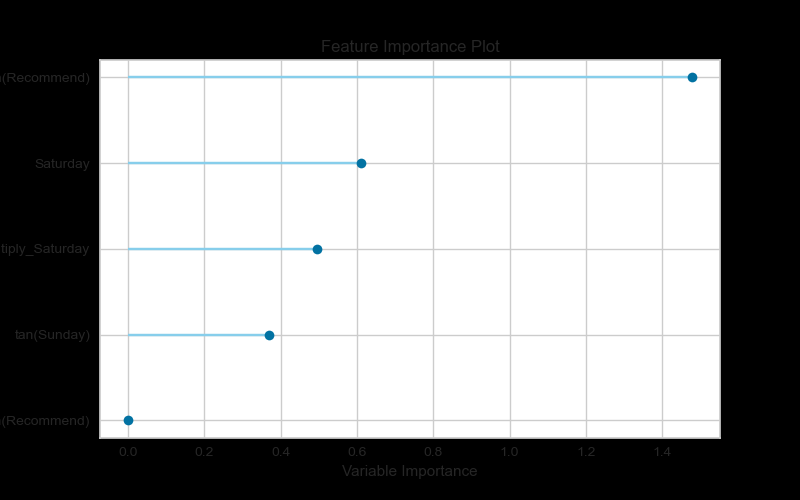 Feature Importance Plot
(Recommend)
Saturday
tiply_Saturday
tan(Sunday)
(Recommend)
0.0 0.2 0.4 0.6 0.8 1.0 1.2 1.4
Variable Importance